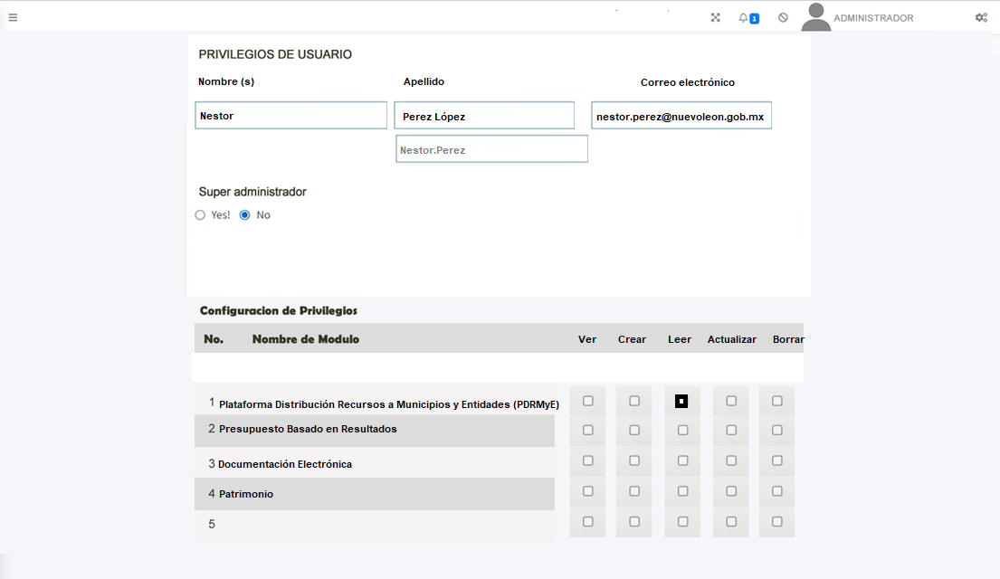 1 ADMINISTRADOR
PRIVILEGIOS DE USUARIO
Nombre (s) Apellido Correo electrónico
Nestor Perez López nestor.perez@nuevoleon.gob.mx
Nestor.Perez
Super administrador
Yes! No
Configuracion de Privilegios
No. Nombre de Modulo Ver Crear Leer Actualizar Borrar
1 Plataforma Distribución Recursos a Municipios y Entidades (PDRMyE)
2 Presupuesto Basado en Resultados
3 Documentación Electrónica
4 Patrimonio
5